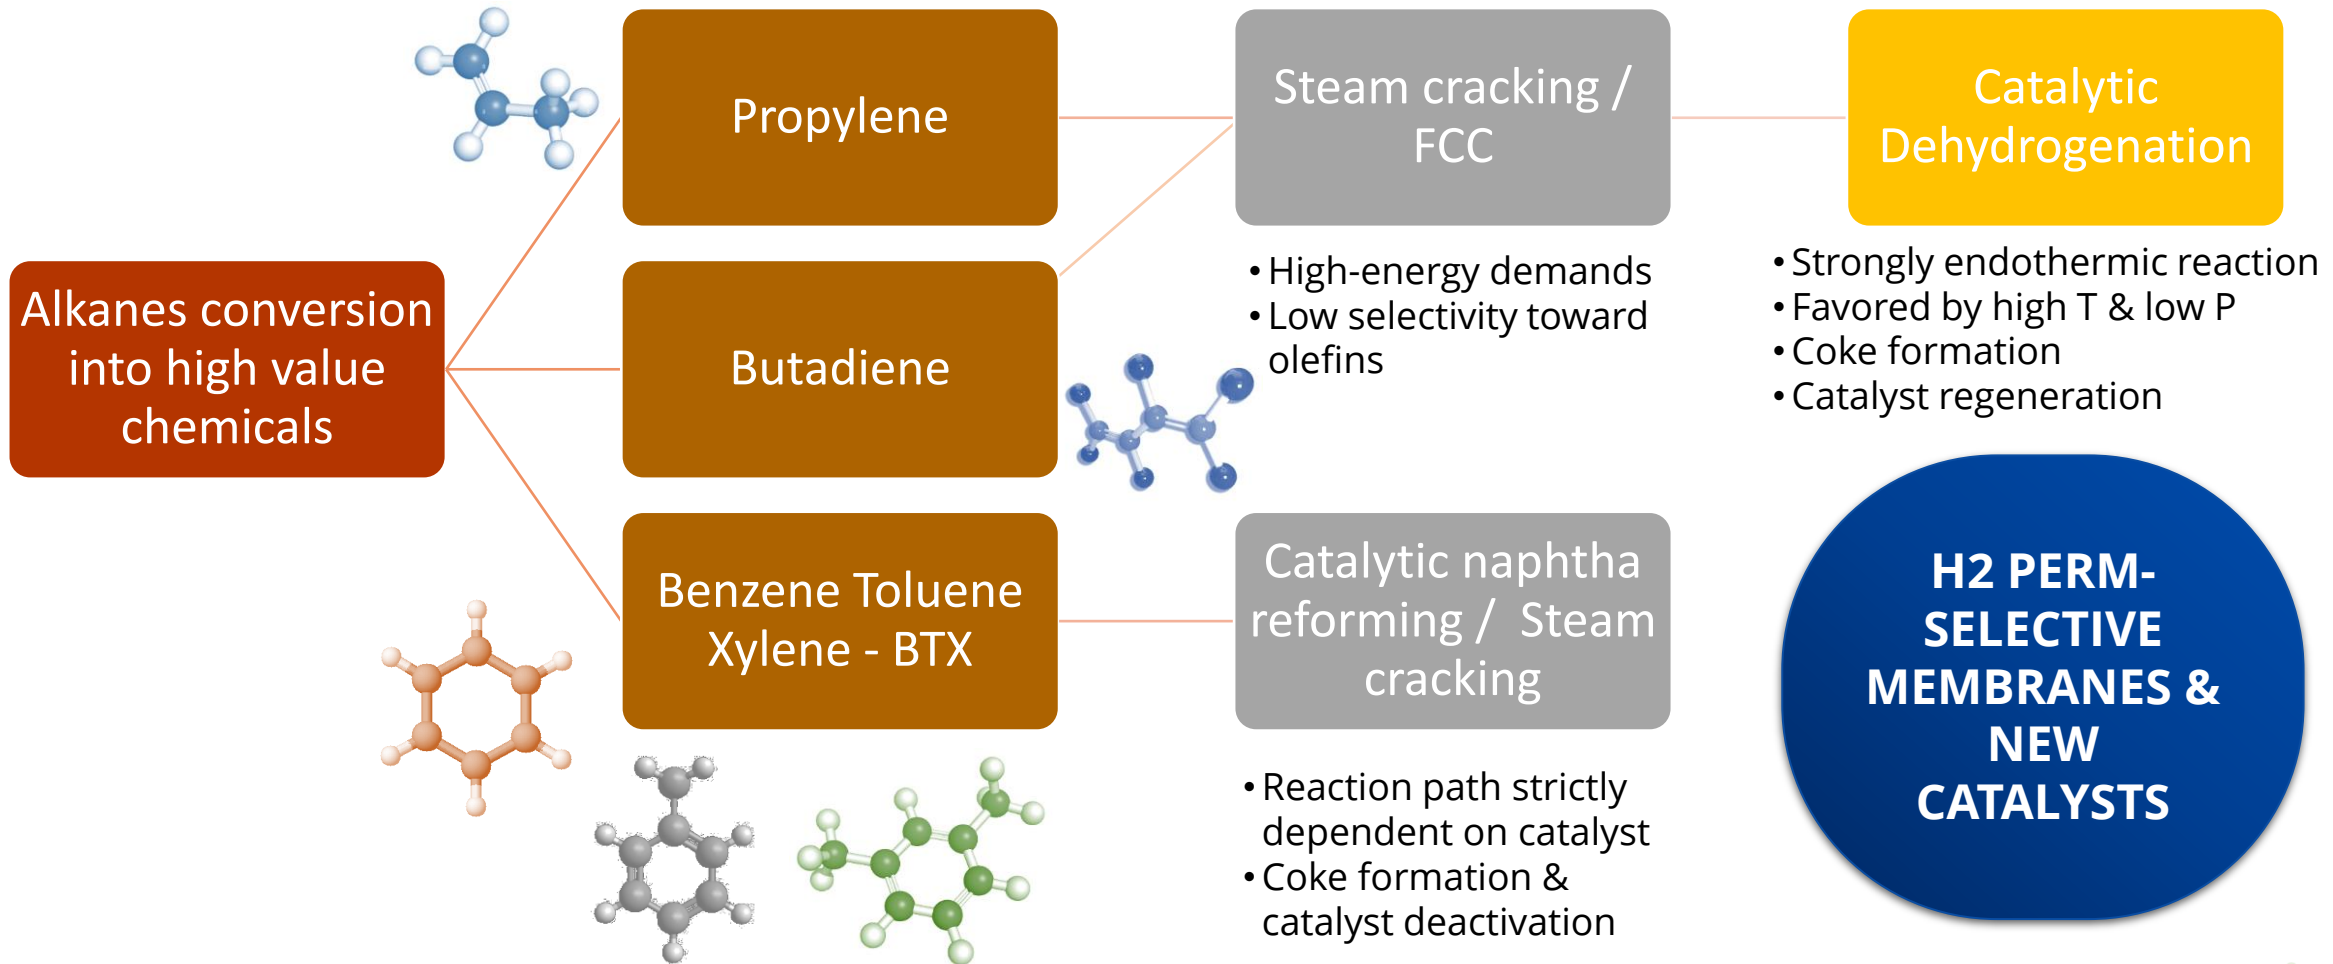 Propylene
Steam cracking /
FCC
Catalytic
Dehydrogenation
Alkanes conversion
into high value
chemicals
Butadiene
• High-energy demands
• Low selectivity toward
olefins
• Strongly endothermic reaction
• Favored by high T & low P
• Coke formation
• Catalyst regeneration
Benzene Toluene
Xylene - BTX
Catalytic naphtha
reforming / Steam
cracking
• Reaction path strictly
dependent on catalyst
• Coke formation &
catalyst deactivation
H2 PERM-
SELECTIVE
MEMBRANES &
NEW
CATALYSTS